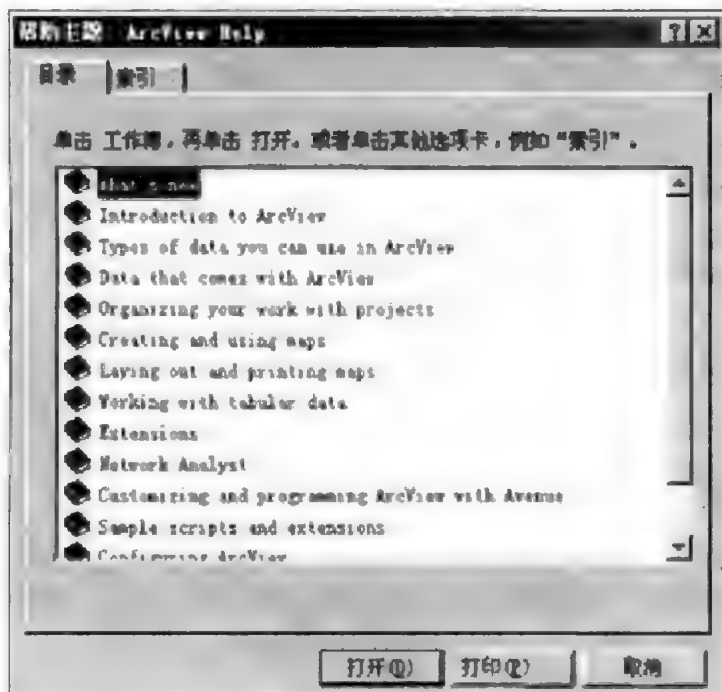 帮助主题: ArcView Help
目录
索引
单击 工作簿，再单击 打开。或者单击其他选项卡，例如“索引”。
What's new
Introduction to ArcView
Types of data you can use in ArcView
Data that comes with ArcView
Organizing your work with projects
Creating and using maps
Laying out and printing maps
Working with tabular data
Extensions
Network Analyst
Customizing and programming ArcView with Avenue
Sample scripts and extensions
Configuring ArcView
打开(O)
打印(P)
取消